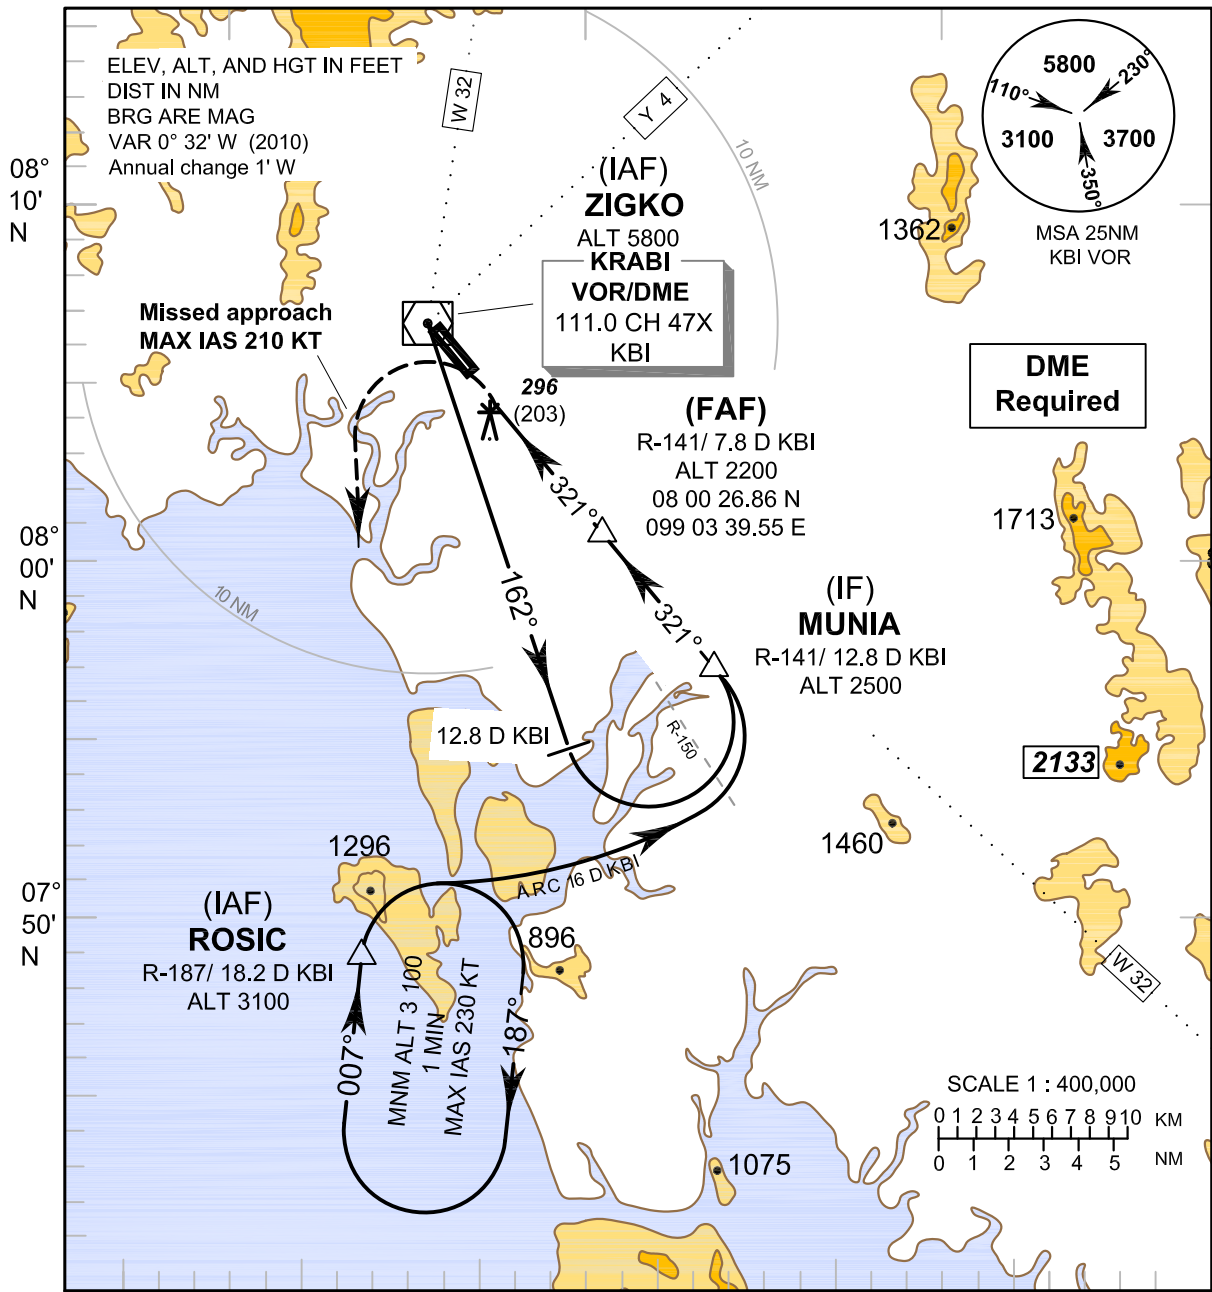 ELEV, ALT, AND HGT IN FEET
DIST IN NM
BRG ARE MAG
VAR 0° 32' W (2010)
Annual change 1' W
W 32
Y 4
10 NM
5800
110°
230°
3100
3700
350°
MSA 25NM
KBI VOR
08°
10'
N
(IAF)
ZIGKO
ALT 5800
KRABI
VOR/DME
111.0 CH 47X
KBI
1362
Missed approach
MAX IAS 210 KT
296
(203)
DME
Required
(FAF)
R-141/ 7.8 D KBI
ALT 2200
08 00 26.86 N
099 03 39.55 E
321°
1713
08°
00'
N
10 NM
162°
321°
(IF)
MUNIA
R-141/ 12.8 D KBI
ALT 2500
12.8 D KBI
R-150
2133
1460
1296
ARC 16 D KBI
07°
50'
N
(IAF)
ROSIC
R-187/ 18.2 D KBI
ALT 3100
896
W 32
007°
MNM ALT 3 100
1 MIN
MAX IAS 230 KT
187°
1075
SCALE 1 : 400,000
0 1 2 3 4 5 6 7 8 9 10 KM
0 1 2 3 4 5 NM